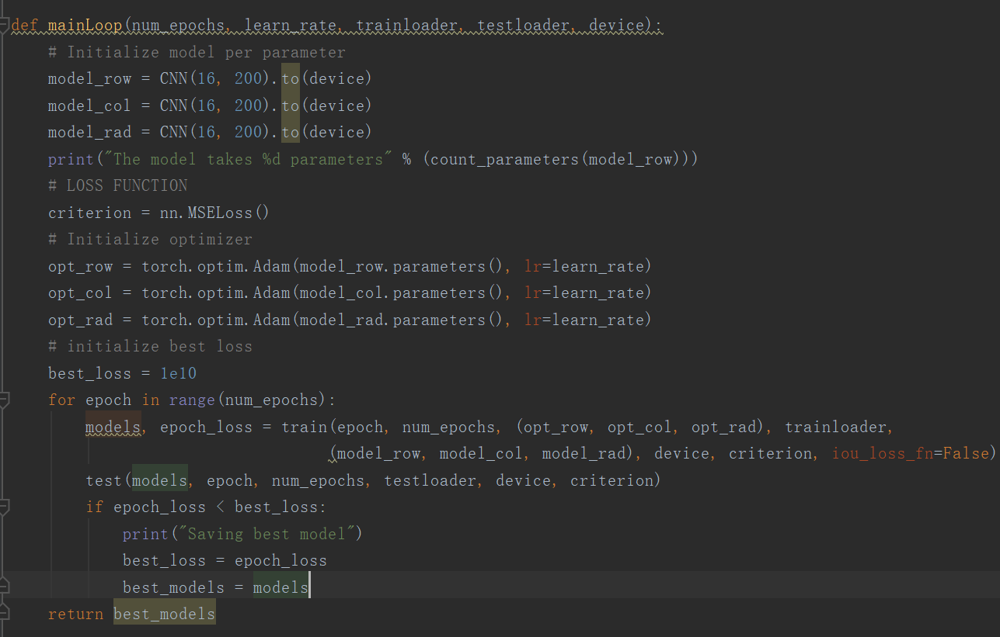 def mainLoop(num_epochs, learn_rate, trainloader, testloader, device):
    # Initialize model per parameter
    model_row = CNN(16, 200).to(device)
    model_col = CNN(16, 200).to(device)
    model_rad = CNN(16, 200).to(device)
    print("The model takes %d parameters" % (count_parameters(model_row)))
    # LOSS FUNCTION
    criterion = nn.MSELoss()
    # Initialize optimizer
    opt_row = torch.optim.Adam(model_row.parameters(), lr=learn_rate)
    opt_col = torch.optim.Adam(model_col.parameters(), lr=learn_rate)
    opt_rad = torch.optim.Adam(model_rad.parameters(), lr=learn_rate)
    # initialize best loss
    best_loss = 1e10
    for epoch in range(num_epochs):
        models, epoch_loss = train(epoch, num_epochs, (opt_row, opt_col, opt_rad), trainloader,
                                  (model_row, model_col, model_rad), device, criterion, iou_loss_fn=False)
        test(models, epoch, num_epochs, testloader, device, criterion)
        if epoch_loss < best_loss:
            print("Saving best model")
            best_loss = epoch_loss
            best_models = models
    return best_models